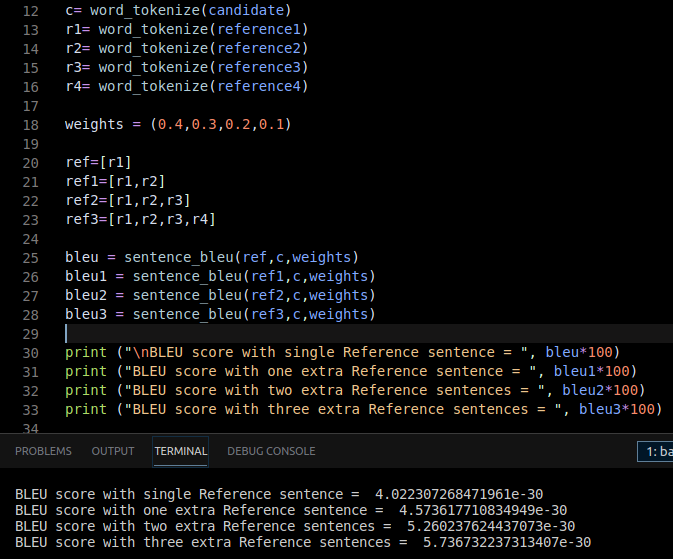 12 c= word_tokenize(candidate)
13 r1= word_tokenize(reference1)
14 r2= word_tokenize(reference2)
15 r3= word_tokenize(reference3)
16 r4= word_tokenize(reference4)
17
18 weights = (0.4,0.3,0.2,0.1)
19
20 ref=[r1]
21 ref1=[r1,r2]
22 ref2=[r1,r2,r3]
23 ref3=[r1,r2,r3,r4]
24
25 bleu = sentence_bleu(ref,c,weights)
26 bleu1 = sentence_bleu(ref1,c,weights)
27 bleu2 = sentence_bleu(ref2,c,weights)
28 bleu3 = sentence_bleu(ref3,c,weights)
29
30 print ("\nBLEU score with single Reference sentence = ", bleu*100)
31 print ("BLEU score with one extra Reference sentence = ", bleu1*100)
32 print ("BLEU score with two extra Reference sentences = ", bleu2*100)
33 print ("BLEU score with three extra Reference sentences = ", bleu3*100)
34
PROBLEMS OUTPUT TERMINAL DEBUG CONSOLE 1: ba
BLEU score with single Reference sentence =  4.022307268471961e-30
BLEU score with one extra Reference sentence =  4.573617710834949e-30
BLEU score with two extra Reference sentences =  5.260237624437073e-30
BLEU score with three extra Reference sentences =  5.736732237313407e-30